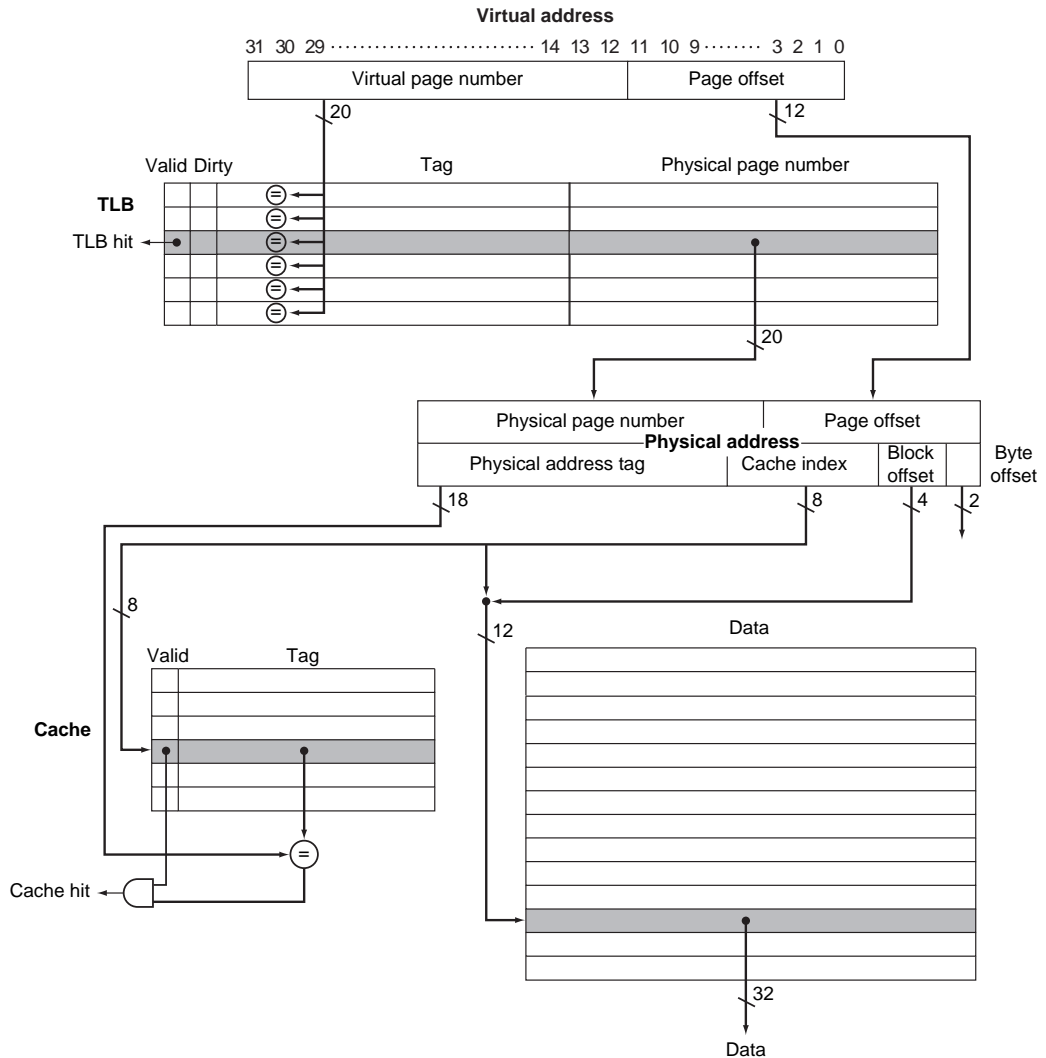 Virtual address
31 30 29 ·························· 14 13 12 11 10 9 ········ 3 2 1 0
Virtual page number Page offset
20 12
Valid Dirty Tag Physical page number
TLB
=
=
TLB hit =
=
=
=
20
Physical page number Page offset
Physical address
Physical address tag Cache index Block offset Byte offset
18 8 4 2
8
12
Data
Valid Tag
Cache
=
Cache hit
32
Data